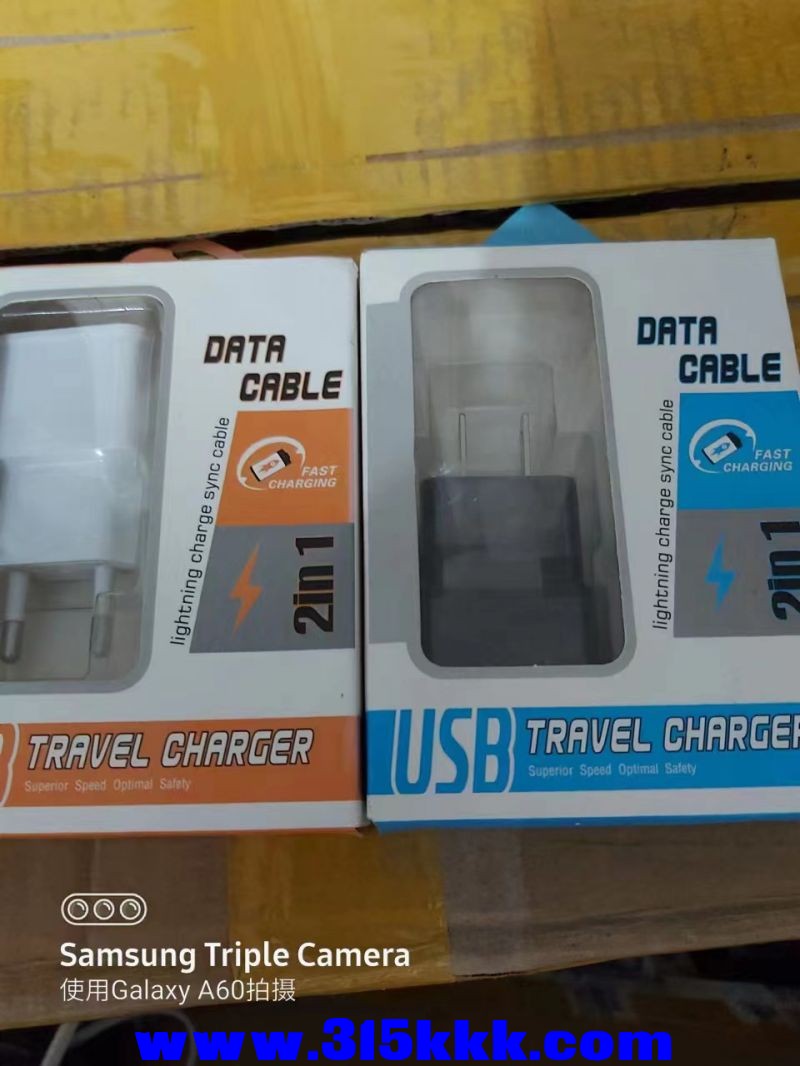 DATA
CABLE
lightning charge sync cable
FAST
CHARGING
2in1
TRAVEL CHARGER
Superior Speed Optimal Safety
DATA
CABLE
lightning charge sync cable
FAST
CHARGING
2in
USB
TRAVEL CHARGER
Superior Speed Optimal Safety
Samsung Triple Camera
使用Galaxy A60拍摄
www.315kkk.com